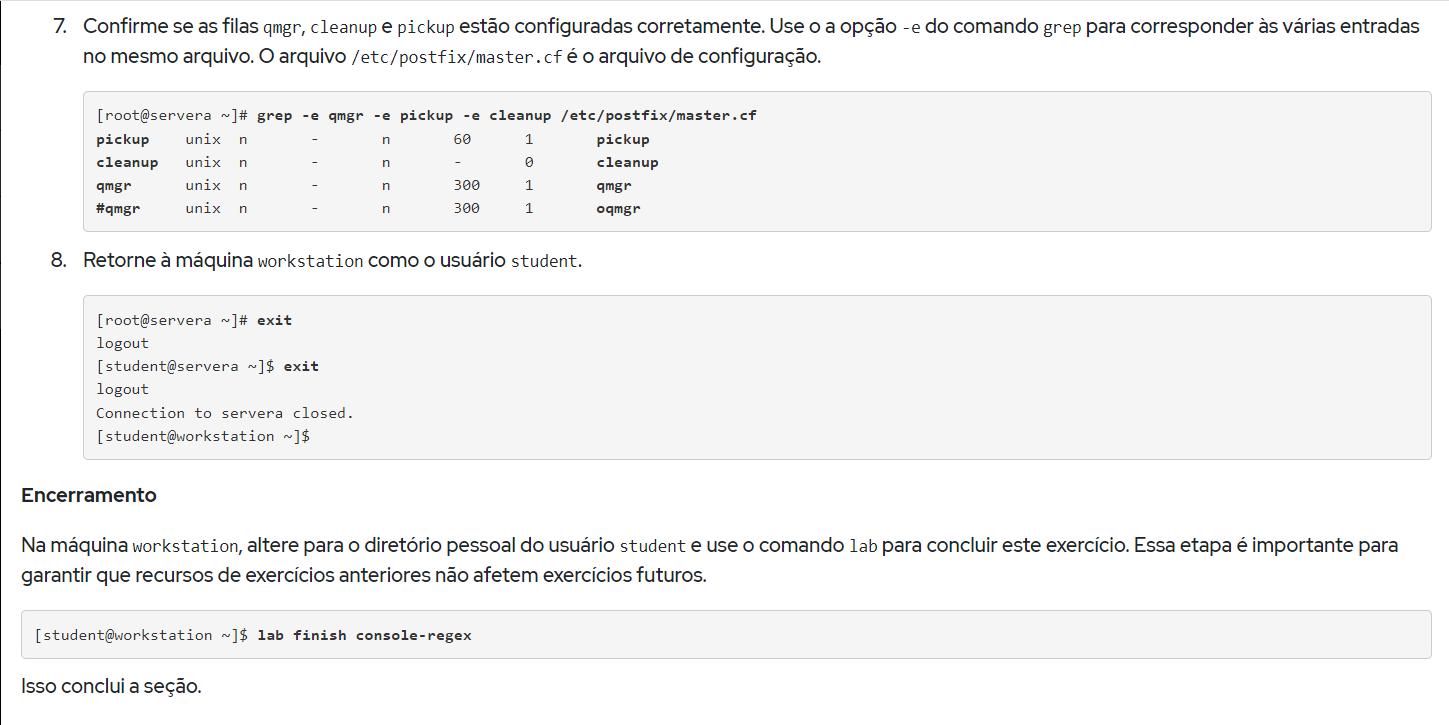 7. Confirme se as filas qmgr, cleanup e pickup estão configuradas corretamente. Use o a opção -e do comando grep para corresponder às várias entradas
no mesmo arquivo. O arquivo /etc/postfix/master.cf é o arquivo de configuração.
[root@servera ~]# grep -e qmgr -e pickup -e cleanup /etc/postfix/master.cf
pickup    unix  n       -       n       60      1       pickup
cleanup   unix  n       -       n       -       0       cleanup
qmgr      unix  n       -       n       300     1       qmgr
#qmgr     unix  n       -       n       300     1       oqmgr
8. Retorne à máquina workstation como o usuário student.
[root@servera ~]# exit
logout
[student@servera ~]$ exit
logout
Connection to servera closed.
[student@workstation ~]$
Encerramento
Na máquina workstation, altere para o diretório pessoal do usuário student e use o comando lab para concluir este exercício. Essa etapa é importante para
garantir que recursos de exercícios anteriores não afetem exercícios futuros.
[student@workstation ~]$ lab finish console-regex
Isso conclui a seção.